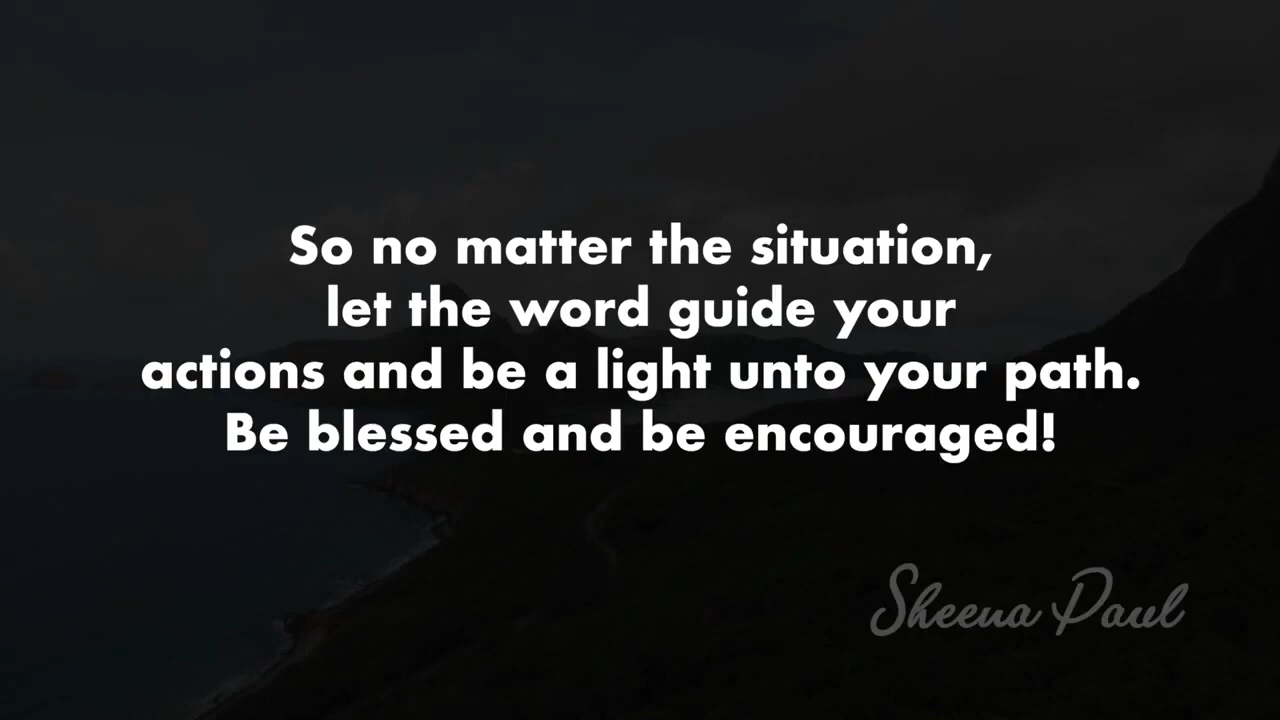 So no matter the situation,
let the word guide your
actions and be a light unto your path.
Be blessed and be encouraged!
Sheena Paul